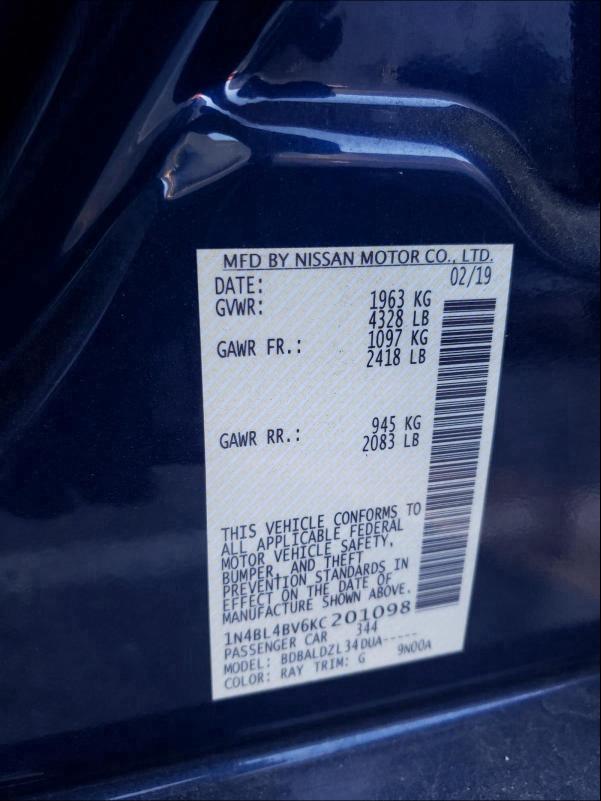 MFD BY NISSAN MOTOR CO., LTD.
DATE: 02/19
GVWR: 1963 KG
4328 LB
GAWR FR.: 1097 KG
2418 LB
GAWR RR.: 945 KG
2083 LB
THIS VEHICLE CONFORMS TO
ALL APPLICABLE FEDERAL
MOTOR VEHICLE SAFETY,
BUMPER, AND THEFT
PREVENTION STANDARDS IN
EFFECT ON THE DATE OF
MANUFACTURE SHOWN ABOVE.
1N4BL4BV6KC201098
PASSENGER CAR 344
MODEL: BDBALDZL34DUA-----
COLOR: RAY TRIM: G 9N00A